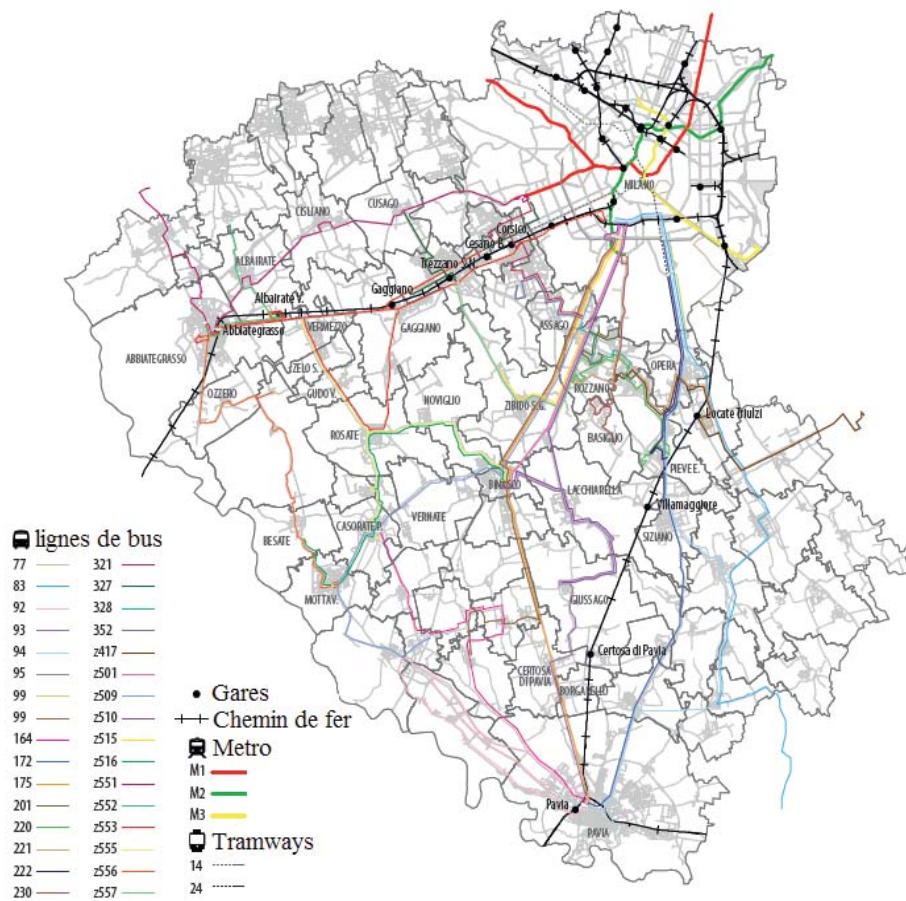 MILANO
CUSAGO
CISLIANO
Corsico
Cesano B.
Trezzano S.N.
ALBAIRATE
Gaggiano
Albairate V.
VERMEZZO
GAGGIANO
ASSAGO
Abbiategrasso
ABBIATEGRASSO
ZELO S.
OPERA
ROZZANO
OZZERO
GUDO V.
NOVIGLIO
ZIBIDO S.G.
Locate Triulzi
ROSATE
BASIGLIO
PIEVE E.
BINASCO
LACCHIARELLA
Villamaggiore
VERNATE
CASORATE P.
SIZIANO
BESATE
MOTTA V.
GIUSSAGO
Certosa di Pavia
CERTOSA
DI PAVIA
BORGARELLO
Pavia
PAVIA
lignes de bus
77 321
83 327
92 328
93 352
94 z417
95 z501
99 z509
99 z510
164 z515
172 z516
175 z551
201 z552
220 z553
221 z555
222 z556
230 z557
Gares
Chemin de fer
Metro
M1
M2
M3
Tramways
14
24